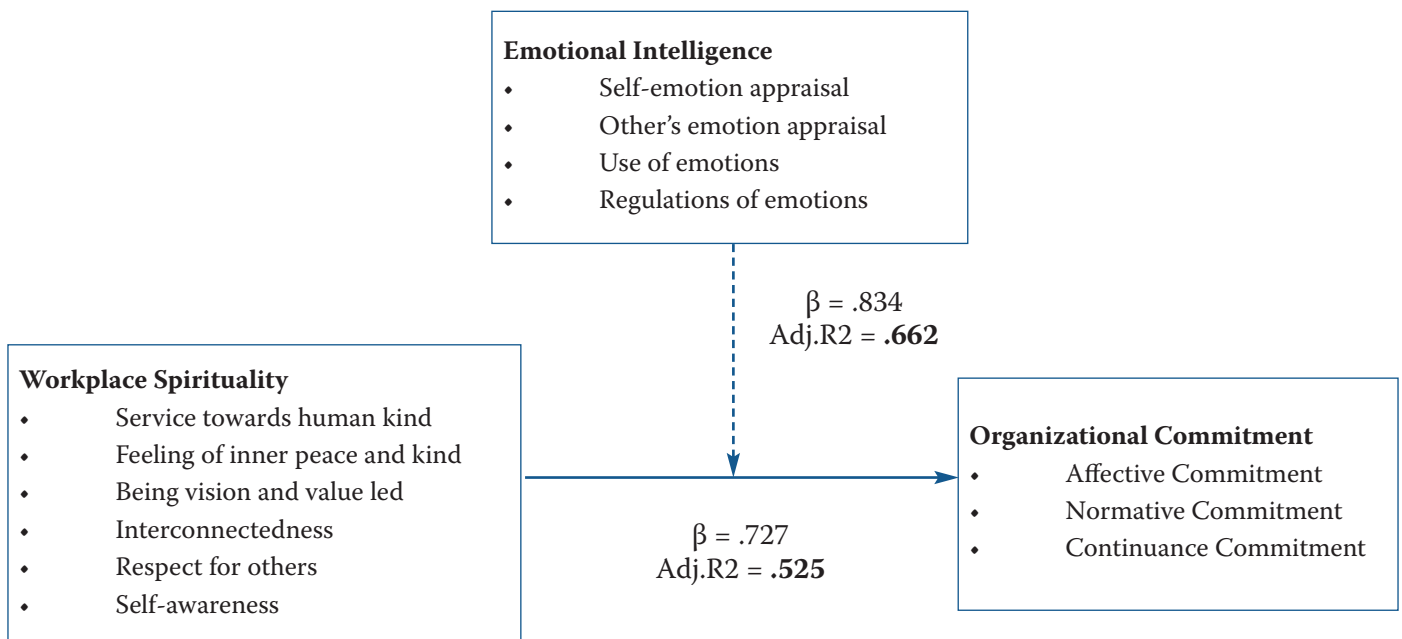 Emotional Intelligence
• Self-emotion appraisal
• Other’s emotion appraisal
• Use of emotions
• Regulations of emotions
β = .834
Adj.R2 = .662
Workplace Spirituality
• Service towards human kind
• Feeling of inner peace and kind
• Being vision and value led
• Interconnectedness
• Respect for others
• Self-awareness
β = .727
Adj.R2 = .525
Organizational Commitment
• Affective Commitment
• Normative Commitment
• Continuance Commitment